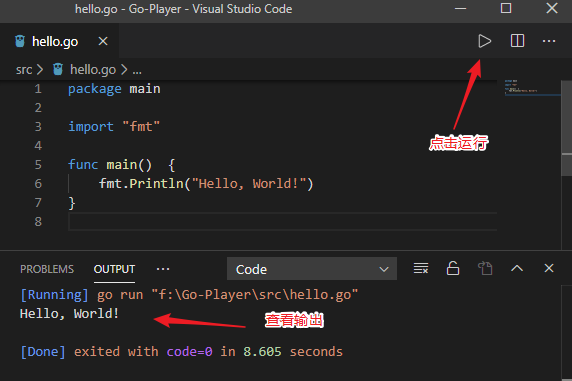 hello.go - Go-Player - Visual Studio Code
hello.go
src > hello.go > ...
1 package main
2
3 import "fmt"
4
5 func main()  {
6     fmt.Println("Hello, World!")
7 }
8
点击运行
PROBLEMS OUTPUT ... Code
[Running] go run "f:\Go-Player\src\hello.go"
Hello, World!
查看输出
[Done] exited with code=0 in 8.605 seconds